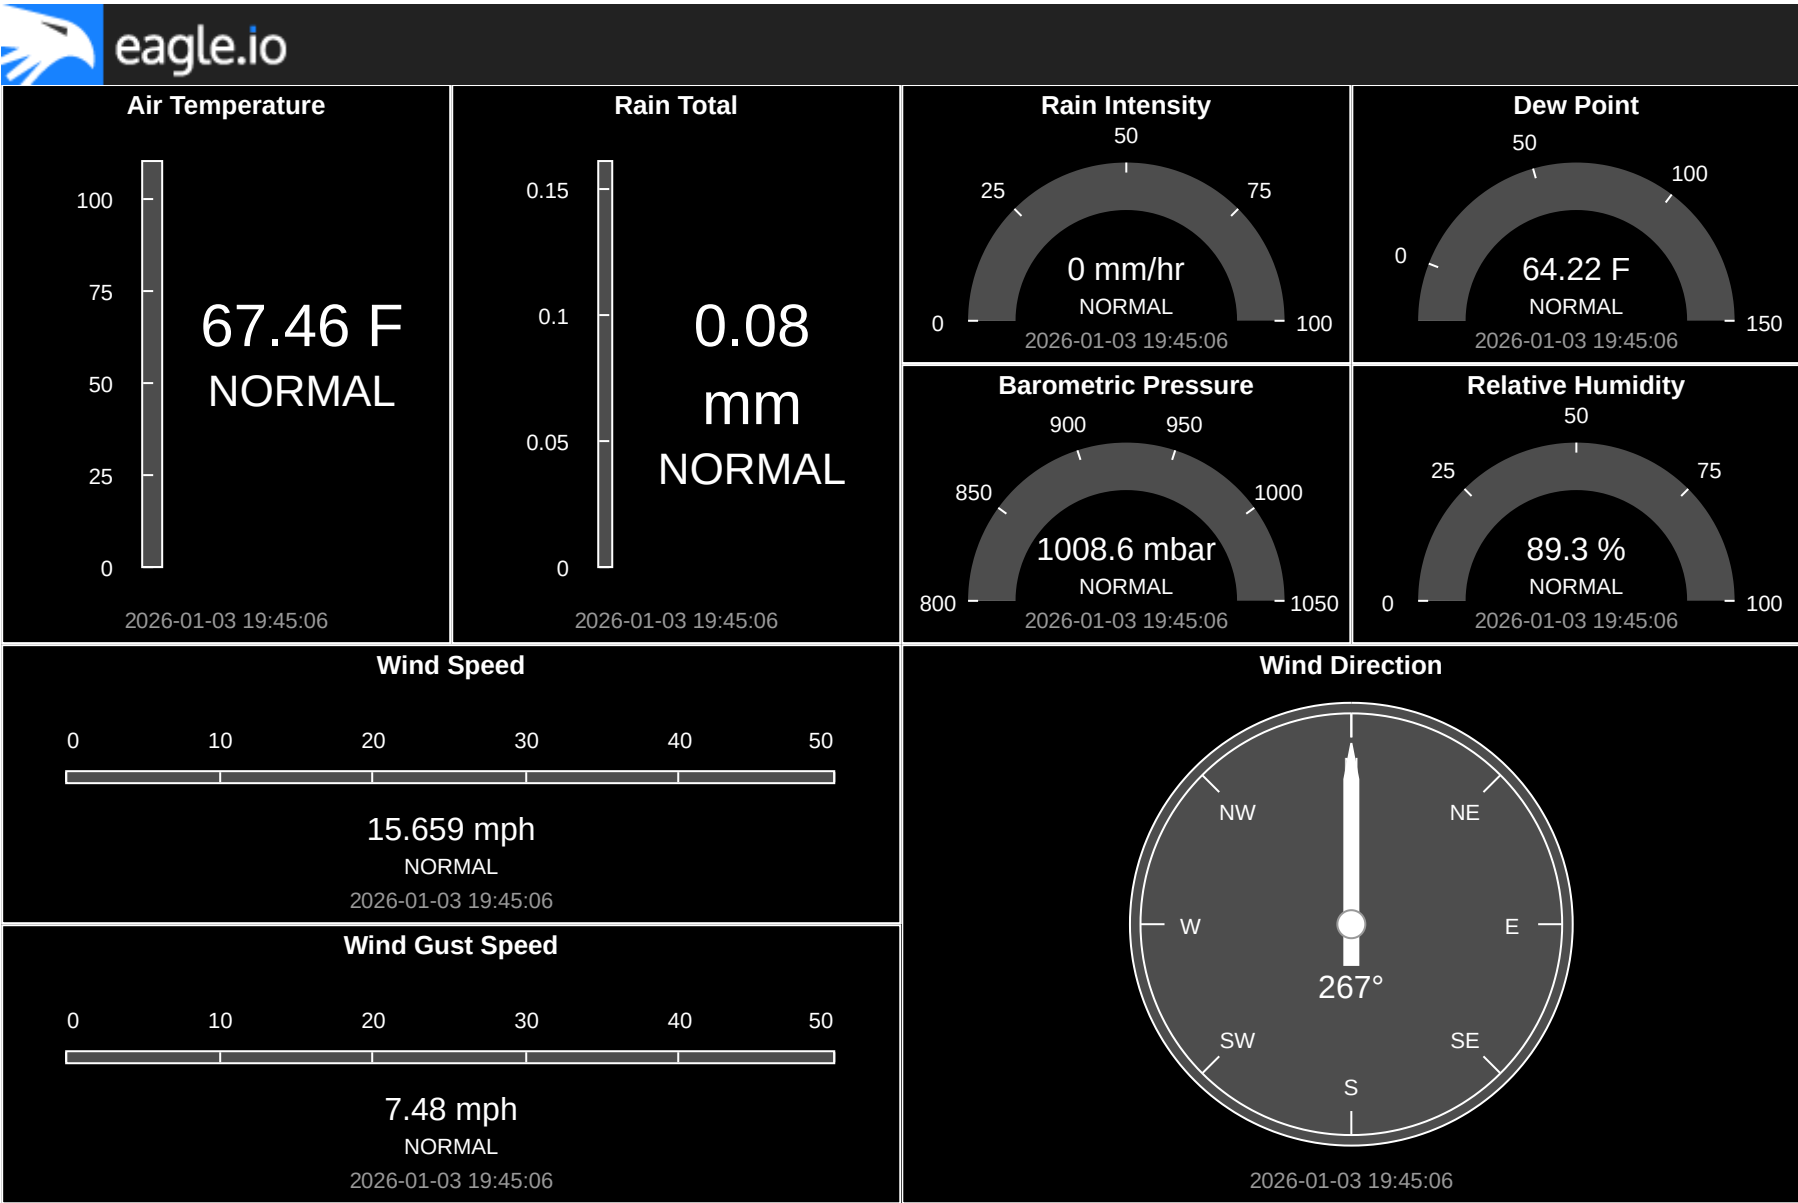 eagle.io
Air Temperature
100
75
50
25
0
67.46 F
NORMAL
2026-01-03 19:45:06
Rain Total
0.15
0.1
0.05
0
0.08
mm
NORMAL
2026-01-03 19:45:06
Rain Intensity
0
25
50
75
100
0 mm/hr
NORMAL
2026-01-03 19:45:06
Dew Point
0
50
100
150
64.22 F
NORMAL
2026-01-03 19:45:06
Barometric Pressure
800
850
900
950
1000
1050
1008.6 mbar
NORMAL
2026-01-03 19:45:06
Relative Humidity
0
25
50
75
100
89.3 %
NORMAL
2026-01-03 19:45:06
Wind Speed
0 10 20 30 40 50
15.659 mph
NORMAL
2026-01-03 19:45:06
Wind Gust Speed
0 10 20 30 40 50
7.48 mph
NORMAL
2026-01-03 19:45:06
Wind Direction
NW NE
W E
267°
SW SE
S
2026-01-03 19:45:06